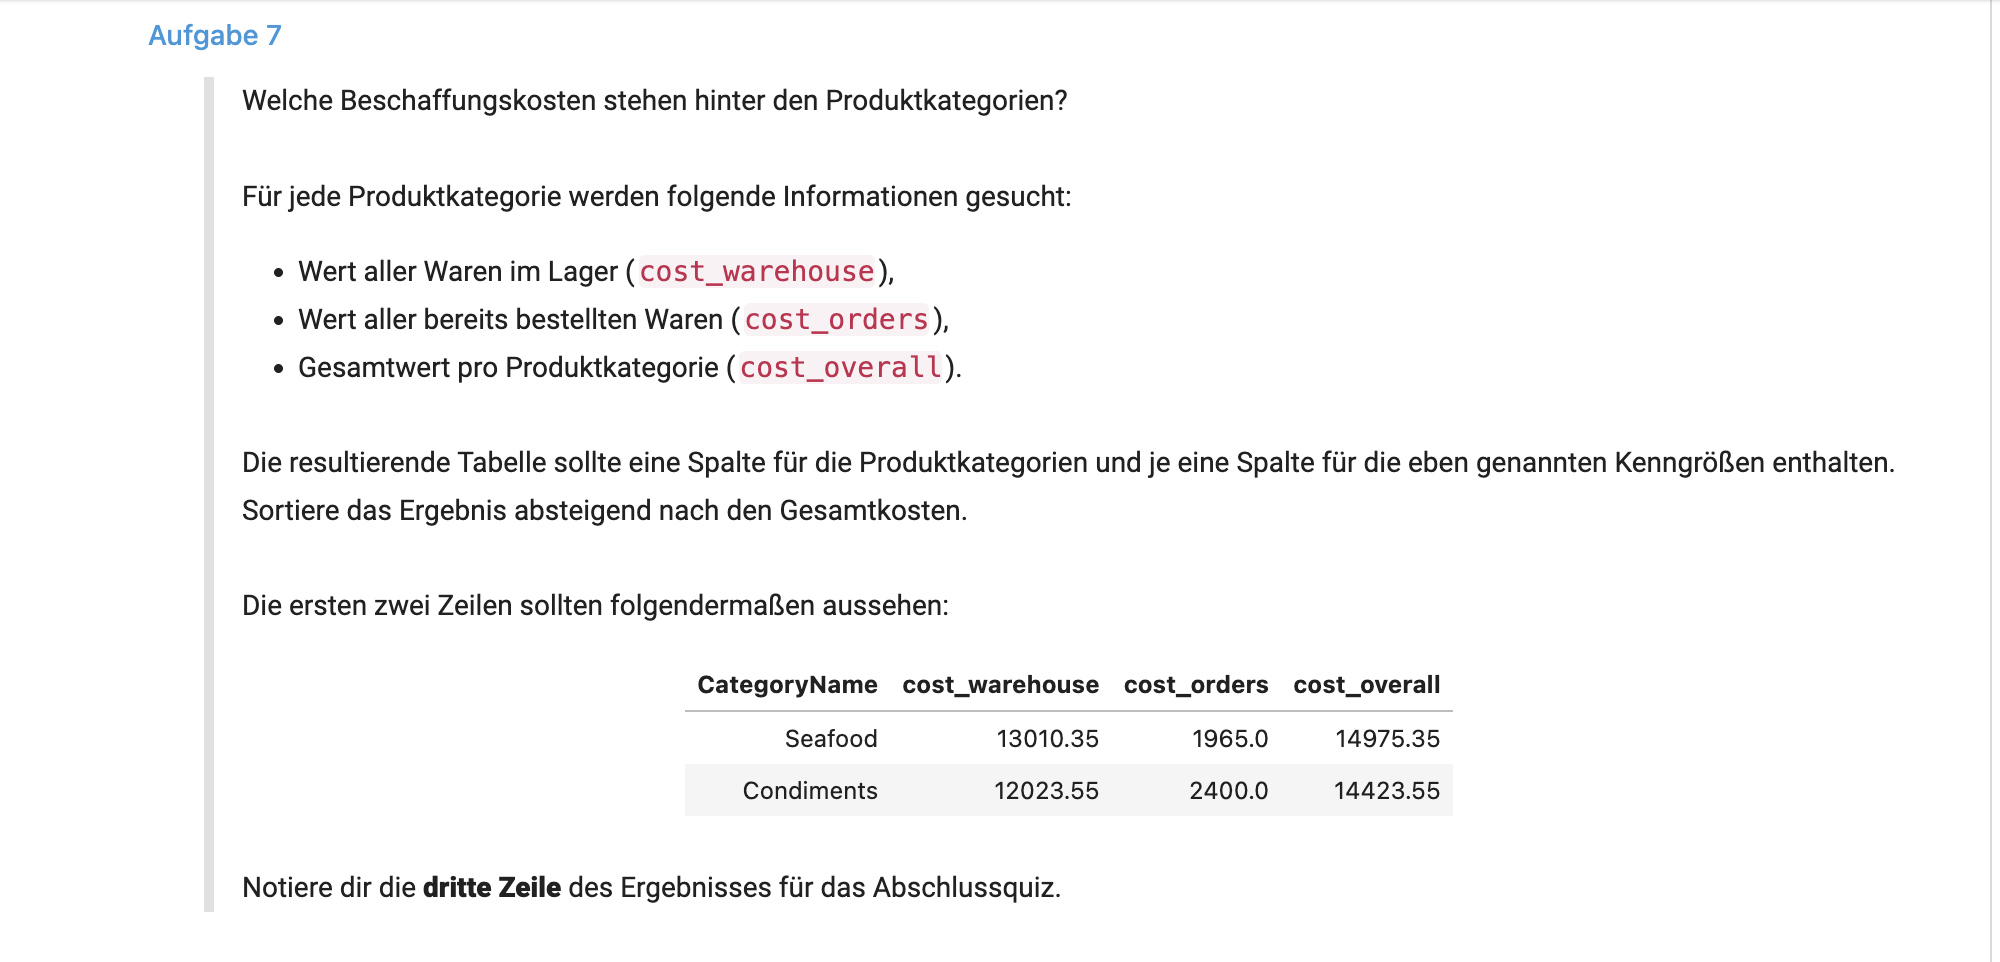 Aufgabe 7
Welche Beschaffungskosten stehen hinter den Produktkategorien?
Für jede Produktkategorie werden folgende Informationen gesucht:
• Wert aller Waren im Lager (cost_warehouse),
• Wert aller bereits bestellten Waren (cost_orders),
• Gesamtwert pro Produktkategorie (cost_overall).
Die resultierende Tabelle sollte eine Spalte für die Produktkategorien und je eine Spalte für die eben genannten Kenngrößen enthalten.
Sortiere das Ergebnis absteigend nach den Gesamtkosten.
Die ersten zwei Zeilen sollten folgendermaßen aussehen:
CategoryName cost_warehouse cost_orders cost_overall
Seafood 13010.35 1965.0 14975.35
Condiments 12023.55 2400.0 14423.55
Notiere dir die dritte Zeile des Ergebnisses für das Abschlussquiz.